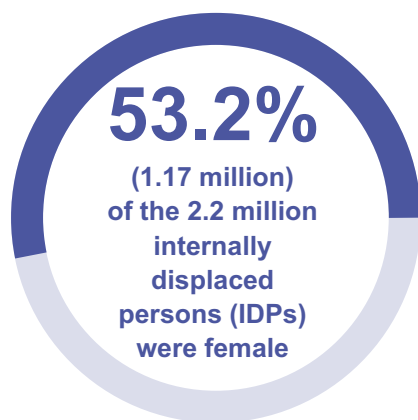 53.2%
(1.17 million)
of the 2.2 million
internally
displaced
persons (IDPs)
were female